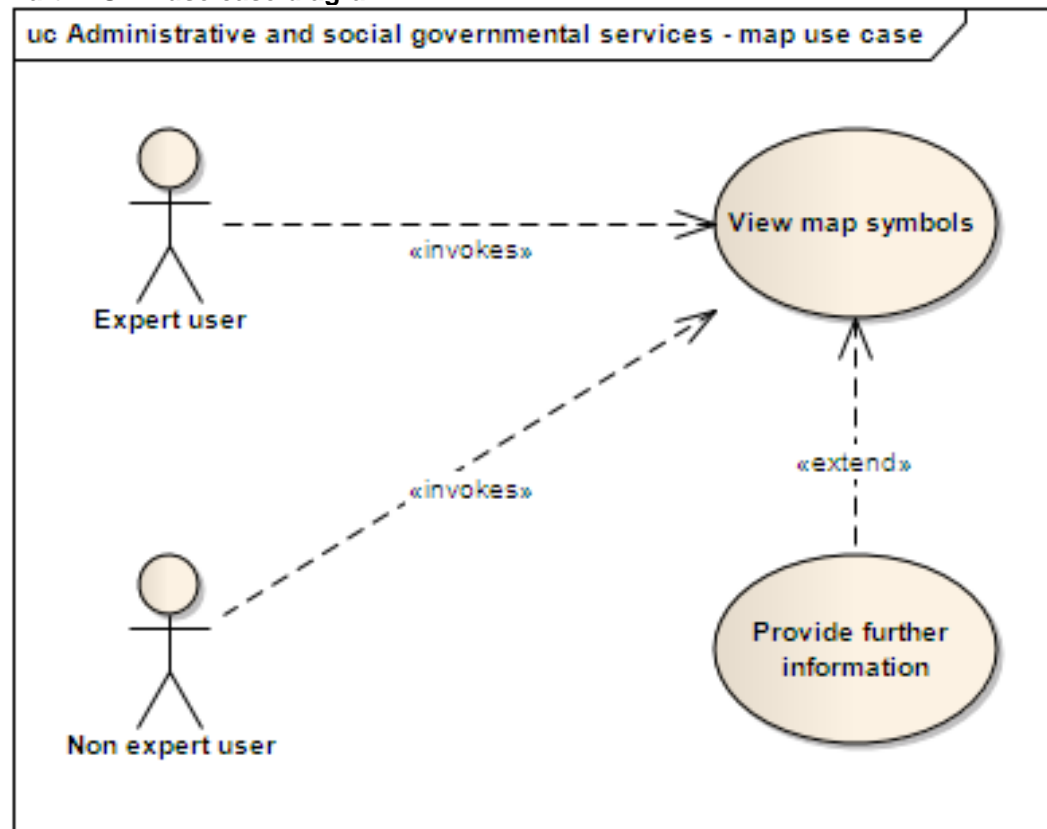 uc Administrative and social governmental services - map use case
View map symbols
«invokes»
Expert user
«extend»
«invokes»
Provide further
information
Non expert user